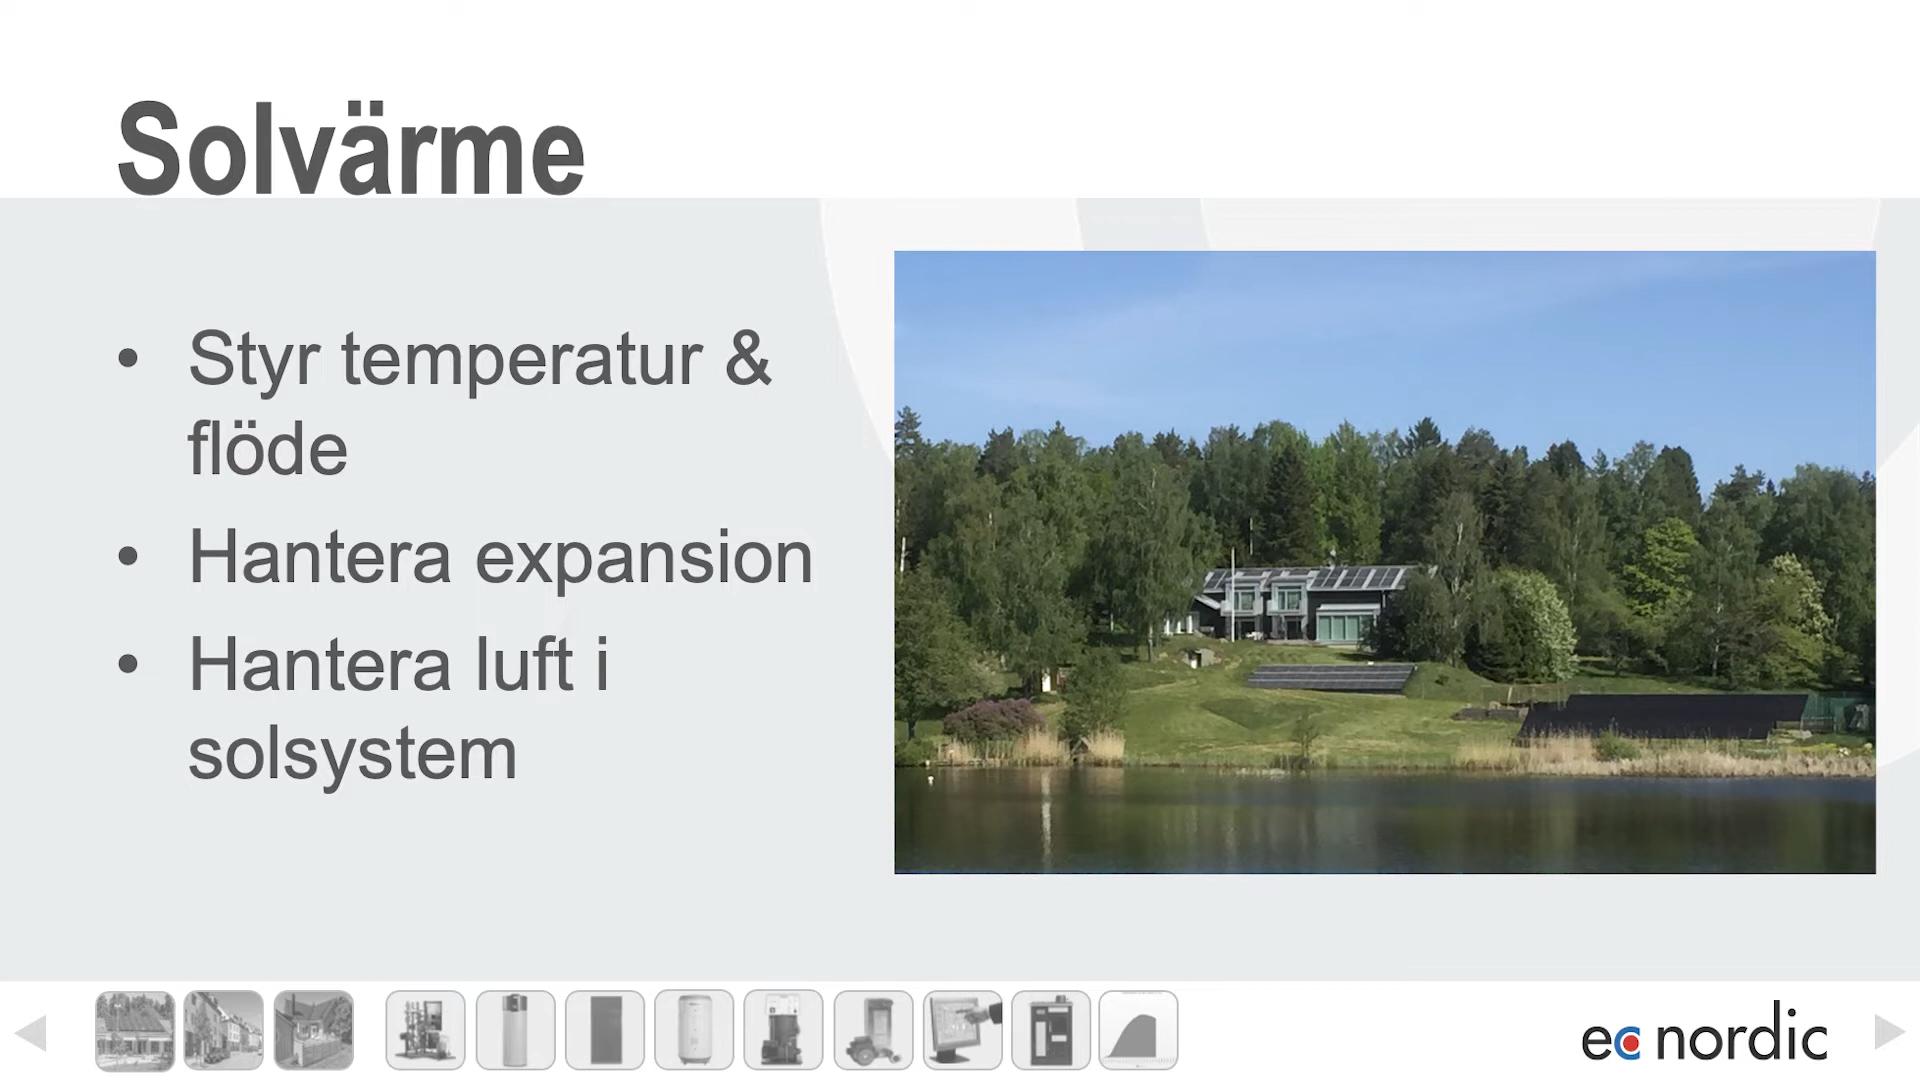 Solvärme
• Styr temperatur &
flöde
• Hantera expansion
• Hantera luft i
solsystem
ec nordic